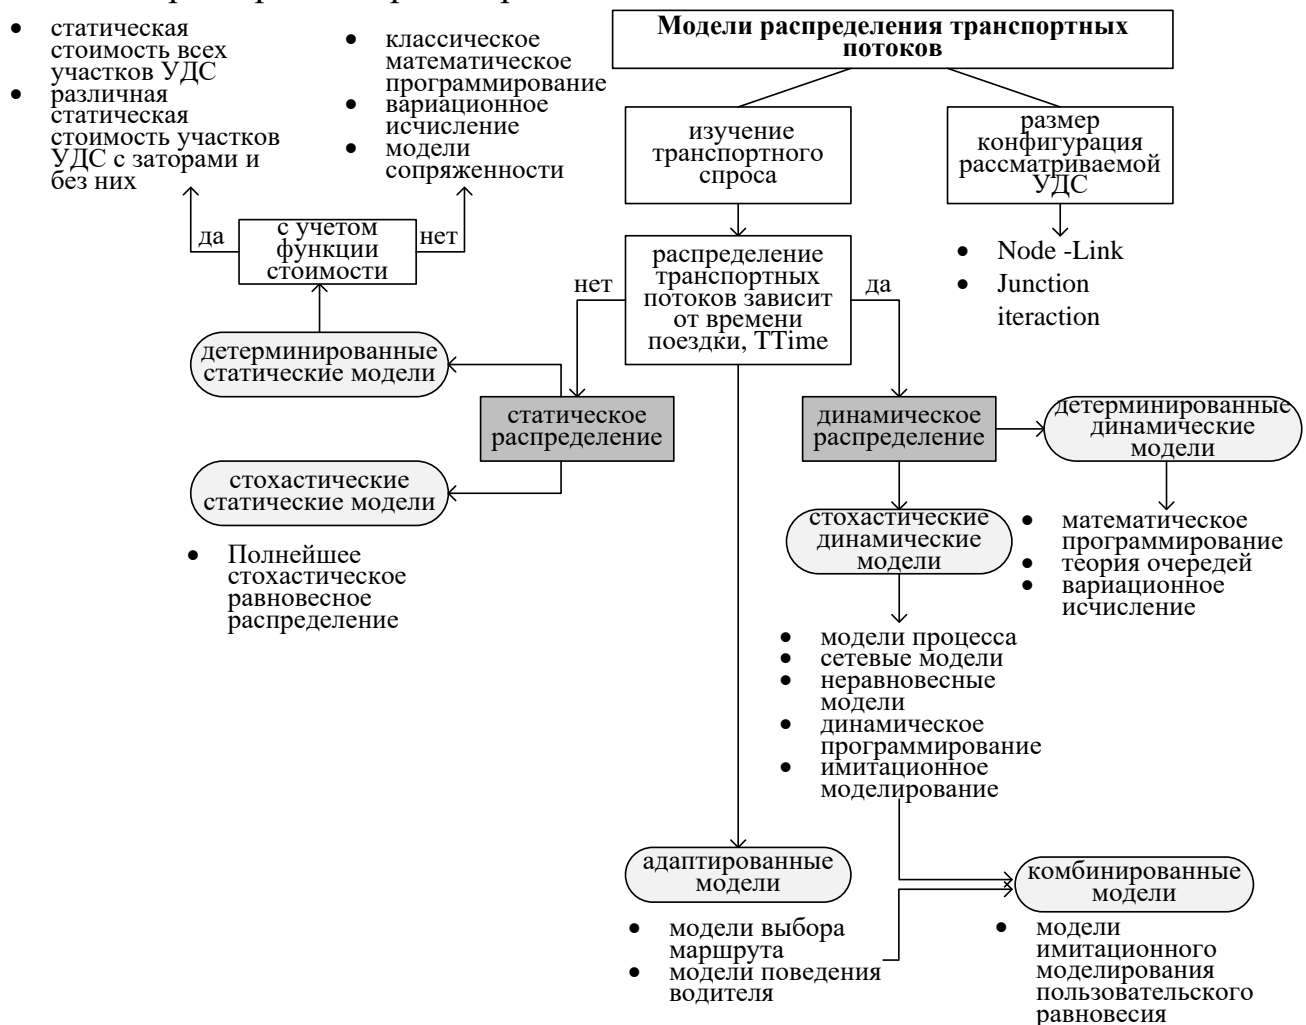 • статическая
стоимость всех
участков УДС
• различная
статическая
стоимость участков
УДС с заторами и
без них
• классическое
математическое
программирование
• вариационное
исчисление
• модели
сопряженности
Модели распределения транспортных
потоков
изучение
транспортного
спроса
размер
конфигурация
рассматриваемой
УДС
да
с учетом
функции
стоимости
нет
распределение
транспортных
потоков зависит
от времени
поездки, TTime
нет
да
• Node -Link
• Junction
iteraction
детерминированные
статические модели
статическое
распределение
динамическое
распределение
детерминированные
динамические
модели
стохастические
статические модели
• Полнейшее
стохастическое
равновесное
распределение
стохастические
динамические
модели
• математическое
программирование
• теория очередей
• вариационное
исчисление
• модели процесса
• сетевые модели
• неравновесные
модели
• динамическое
программирование
• имитационное
моделирование
адаптированные
модели
комбинированные
модели
• модели выбора
маршрута
• модели поведения
водителя
• модели
имитационного
моделирования
пользовательского
равновесия